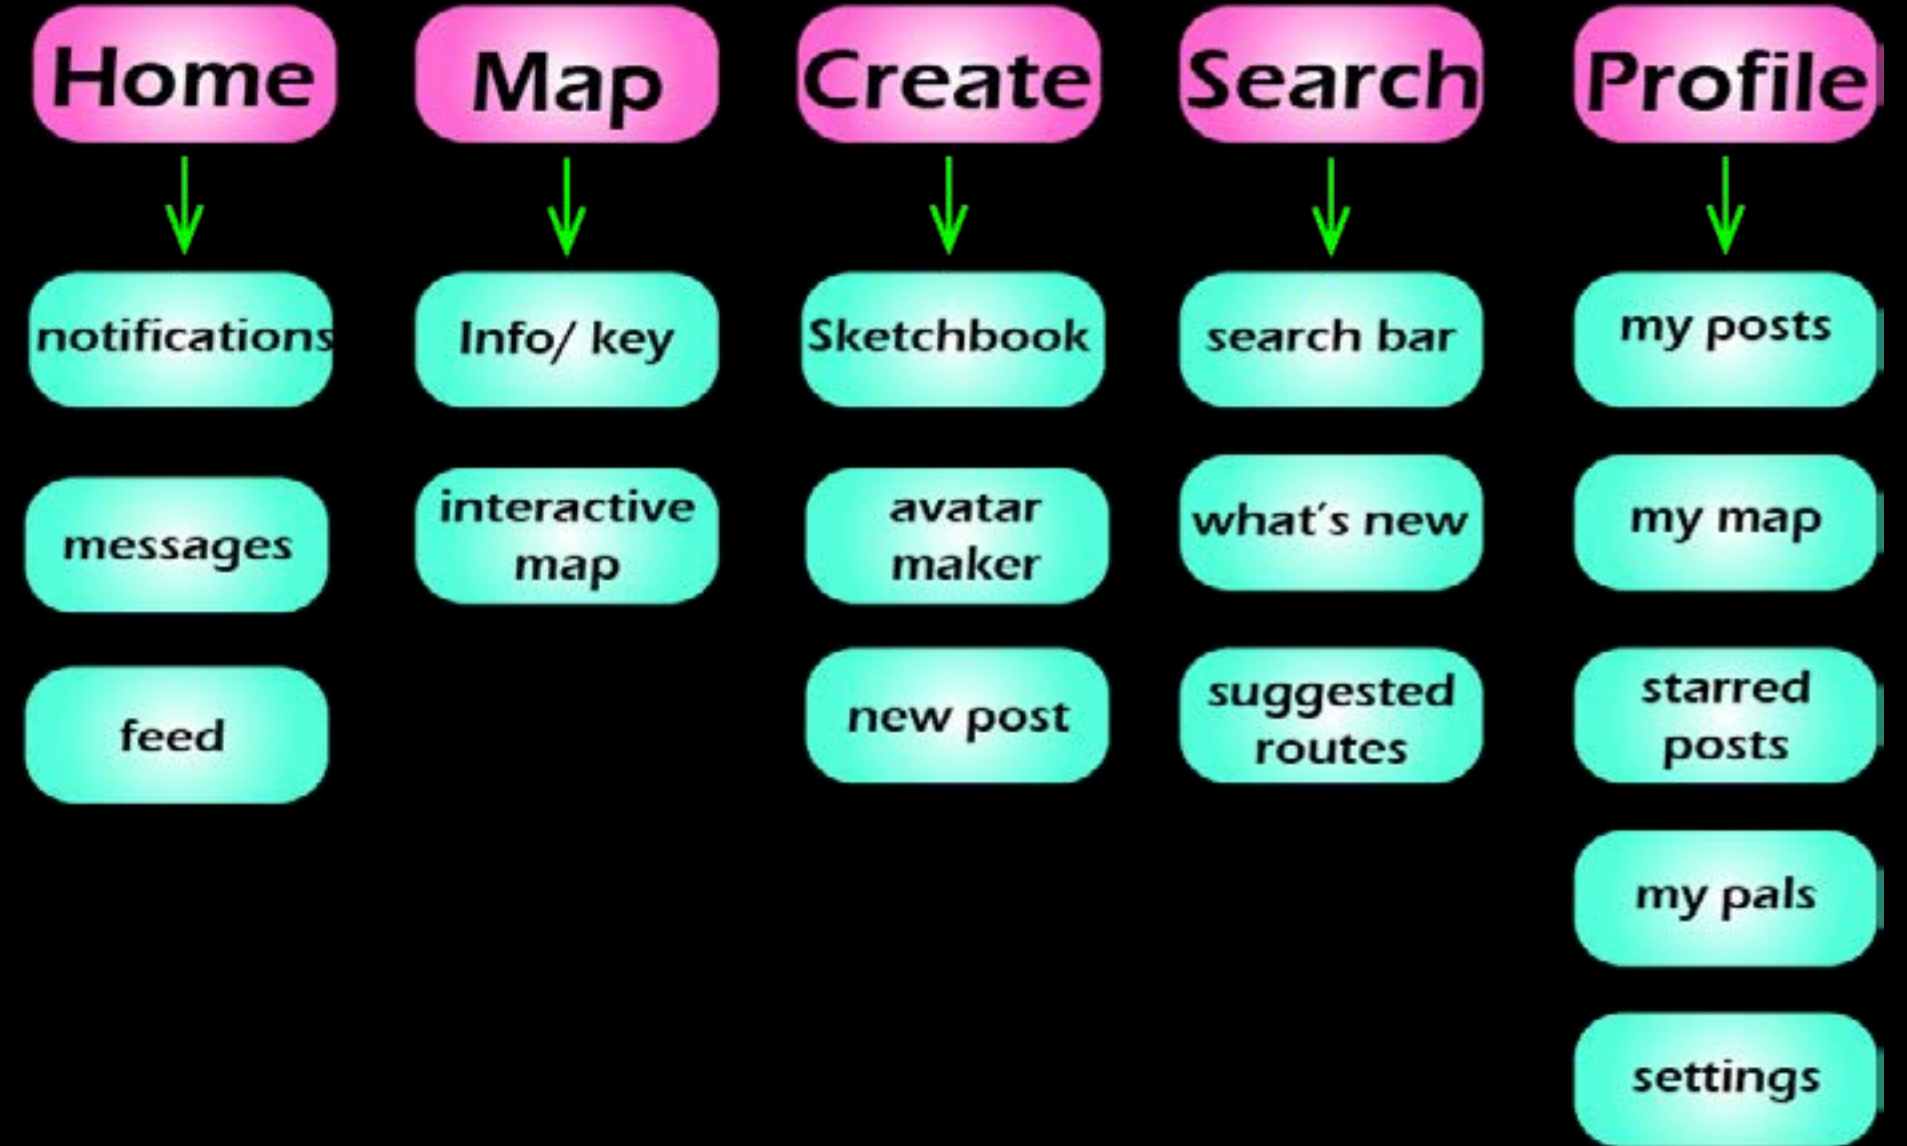 Home
notifications
messages
feed
Map
Info/ key
interactive
map
Create
Sketchbook
avatar
maker
new post
Search
search bar
what's new
suggested
routes
Profile
my posts
my map
starred
posts
my pals
settings